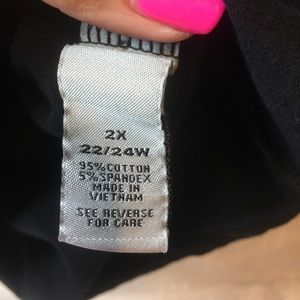 2X
22/24W
95% COTTON
5% SPANDEX
MADE IN
VIETNAM
SEE REVERSE
FOR CARE